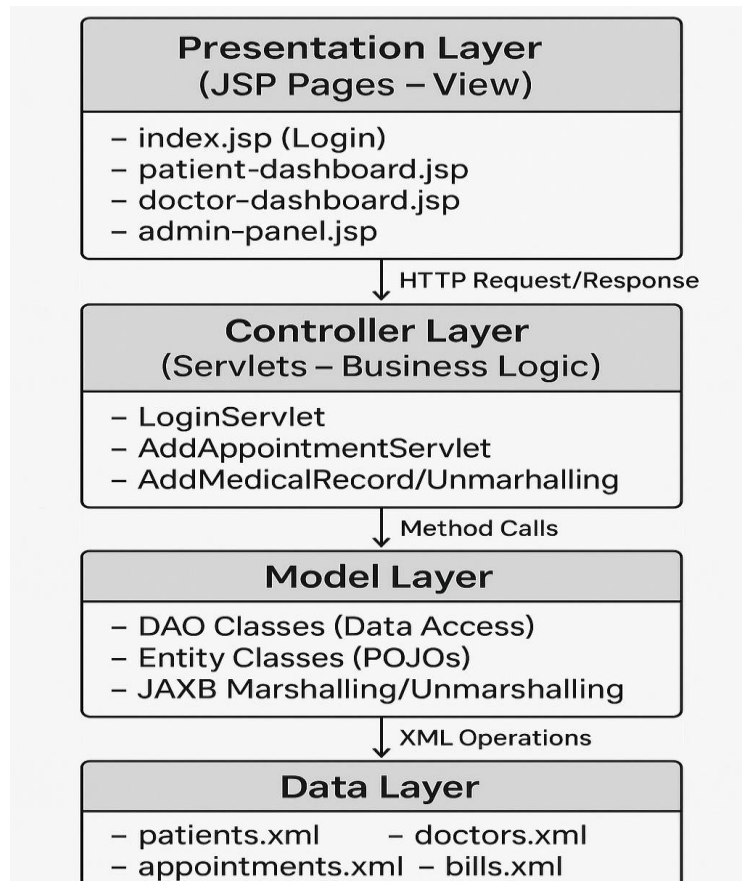 Presentation Layer
(JSP Pages – View)
– index.jsp (Login)
– patient-dashboard.jsp
– doctor-dashboard.jsp
– admin-panel.jsp
HTTP Request/Response
Controller Layer
(Servlets – Business Logic)
– LoginServlet
– AddAppointmentServlet
– AddMedicalRecord/Unmarhalling
Method Calls
Model Layer
– DAO Classes (Data Access)
– Entity Classes (POJOs)
– JAXB Marshalling/Unmarshalling
XML Operations
Data Layer
– patients.xml – doctors.xml
– appointments.xml – bills.xml